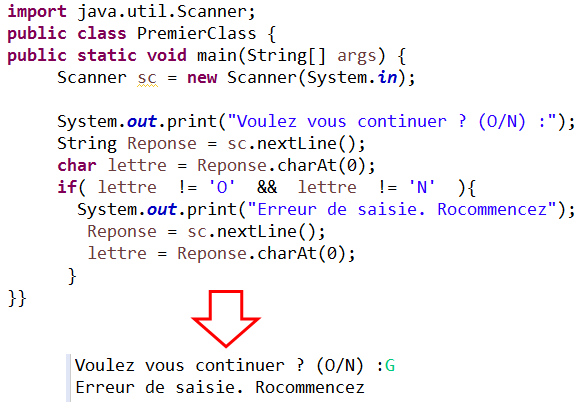 import java.util.Scanner;
public class PremierClass {
public static void main(String[] args) {
Scanner sc = new Scanner(System.in);
System.out.print("Voulez vous continuer ? (O/N) :");
String Reponse = sc.nextLine();
char lettre = Reponse.charAt(0);
if( lettre != 'O' && lettre != 'N' ){
System.out.print("Erreur de saisie. Rocommencez");
Reponse = sc.nextLine();
lettre = Reponse.charAt(0);
}
}}
Voulez vous continuer ? (O/N) :G
Erreur de saisie. Rocommencez